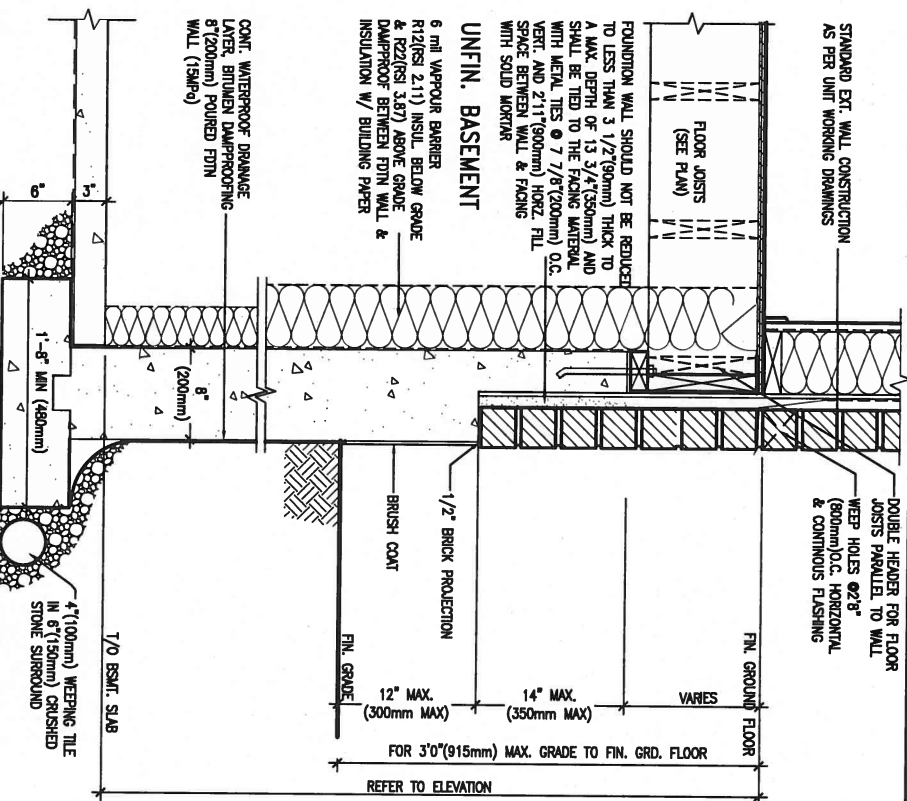 STANDARD EXT. WALL CONSTRUCTION
AS PER UNIT WORKING DRAWINGS
FLOOR JOISTS
(SEE PLAN)
FOUNDTION WALL SHOULD NOT BE REDUCED
TO LESS THAN 3 1/2"(90mm) THICK TO
A MAX. DEPTH OF 13 3/4"(350mm) AND
SHALL BE TIED TO THE FACING MATERIAL
WITH METAL TIES @ 7 7/8"(200mm) O.C.
VERT. AND 2'11"(900mm) HORZ. FILL
SPACE BETWEEN WALL & FACING
WITH SOLID MORTAR
UNFIN. BASEMENT
6 mil VAPPOUR BARRIER
R12(RSI 2.11) INSUL BELOW GRADE
& R22(RSI 3.87) ABOVE GRADE
DAMPPROOF BETWEEN FDTN WALL &
INSULATION W/ BUILDING PAPER
CONT. WATERPROOF DRANAGE
LAYER, BITUMEN DAMPPROOFING
8"(200mm) POURED FDTN
WALL (15MPa)
6"
3"
1'-8" MIN (480mm)
8"
(200mm)
DOUBLE HEADER FOR FLOOR
JOISTS PARALLEL TO WALL
WEEP HOLES @2'8"
(800mm)O.C. HORIZONTAL
& CONTINOUS FLASHING
1/2" BRICK PROJECTION
BRUSH COAT
4"(100mm) WEEPING TILE
IN 6"(150mm) CRUSHED
STONE SURROUND
FIN. GROUND FLOOR
VARIES
14" MAX.
(350mm MAX)
12" MAX.
(300mm MAX)
FIN. GRADE
T/O BSMT. SLAB
FOR 3'0"(915mm) MAX. GRADE TO FIN. GRD. FLOOR
REFER TO ELEVATION